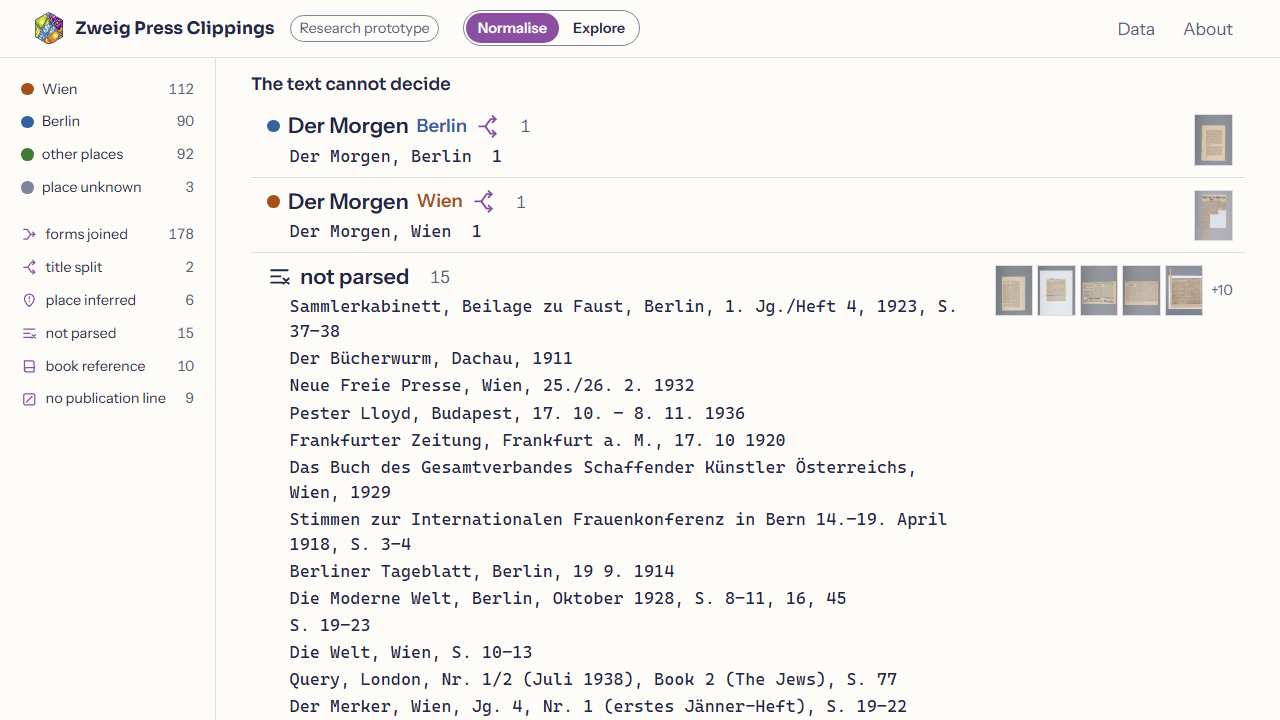 Zweig Press Clippings
Research prototype
Normalise
Explore
Data
About
Wien 112
Berlin 90
other places 92
place unknown 3
forms joined 178
title split 2
place inferred 6
not parsed 15
book reference 10
no publication line 9
The text cannot decide
Der Morgen Berlin 1
Der Morgen, Berlin 1
Der Morgen Wien 1
Der Morgen, Wien 1
not parsed 15
+10
Sammlerkabinett, Beilage zu Faust, Berlin, 1. Jg./Heft 4, 1923, S.
37–38
Der Bücherwurm, Dachau, 1911
Neue Freie Presse, Wien, 25./26. 2. 1932
Pester Lloyd, Budapest, 17. 10. – 8. 11. 1936
Frankfurter Zeitung, Frankfurt a. M., 17. 10 1920
Das Buch des Gesamtverbandes Schaffender Künstler Österreichs,
Wien, 1929
Stimmen zur Internationalen Frauenkonferenz in Bern 14.–19. April
1918, S. 3–4
Berliner Tageblatt, Berlin, 19 9. 1914
Die Moderne Welt, Berlin, Oktober 1928, S. 8–11, 16, 45
S. 19–23
Die Welt, Wien, S. 10–13
Query, London, Nr. 1/2 (Juli 1938), Book 2 (The Jews), S. 77
Der Merker, Wien, Jg. 4, Nr. 1 (erstes Jänner-Heft), S. 19–22